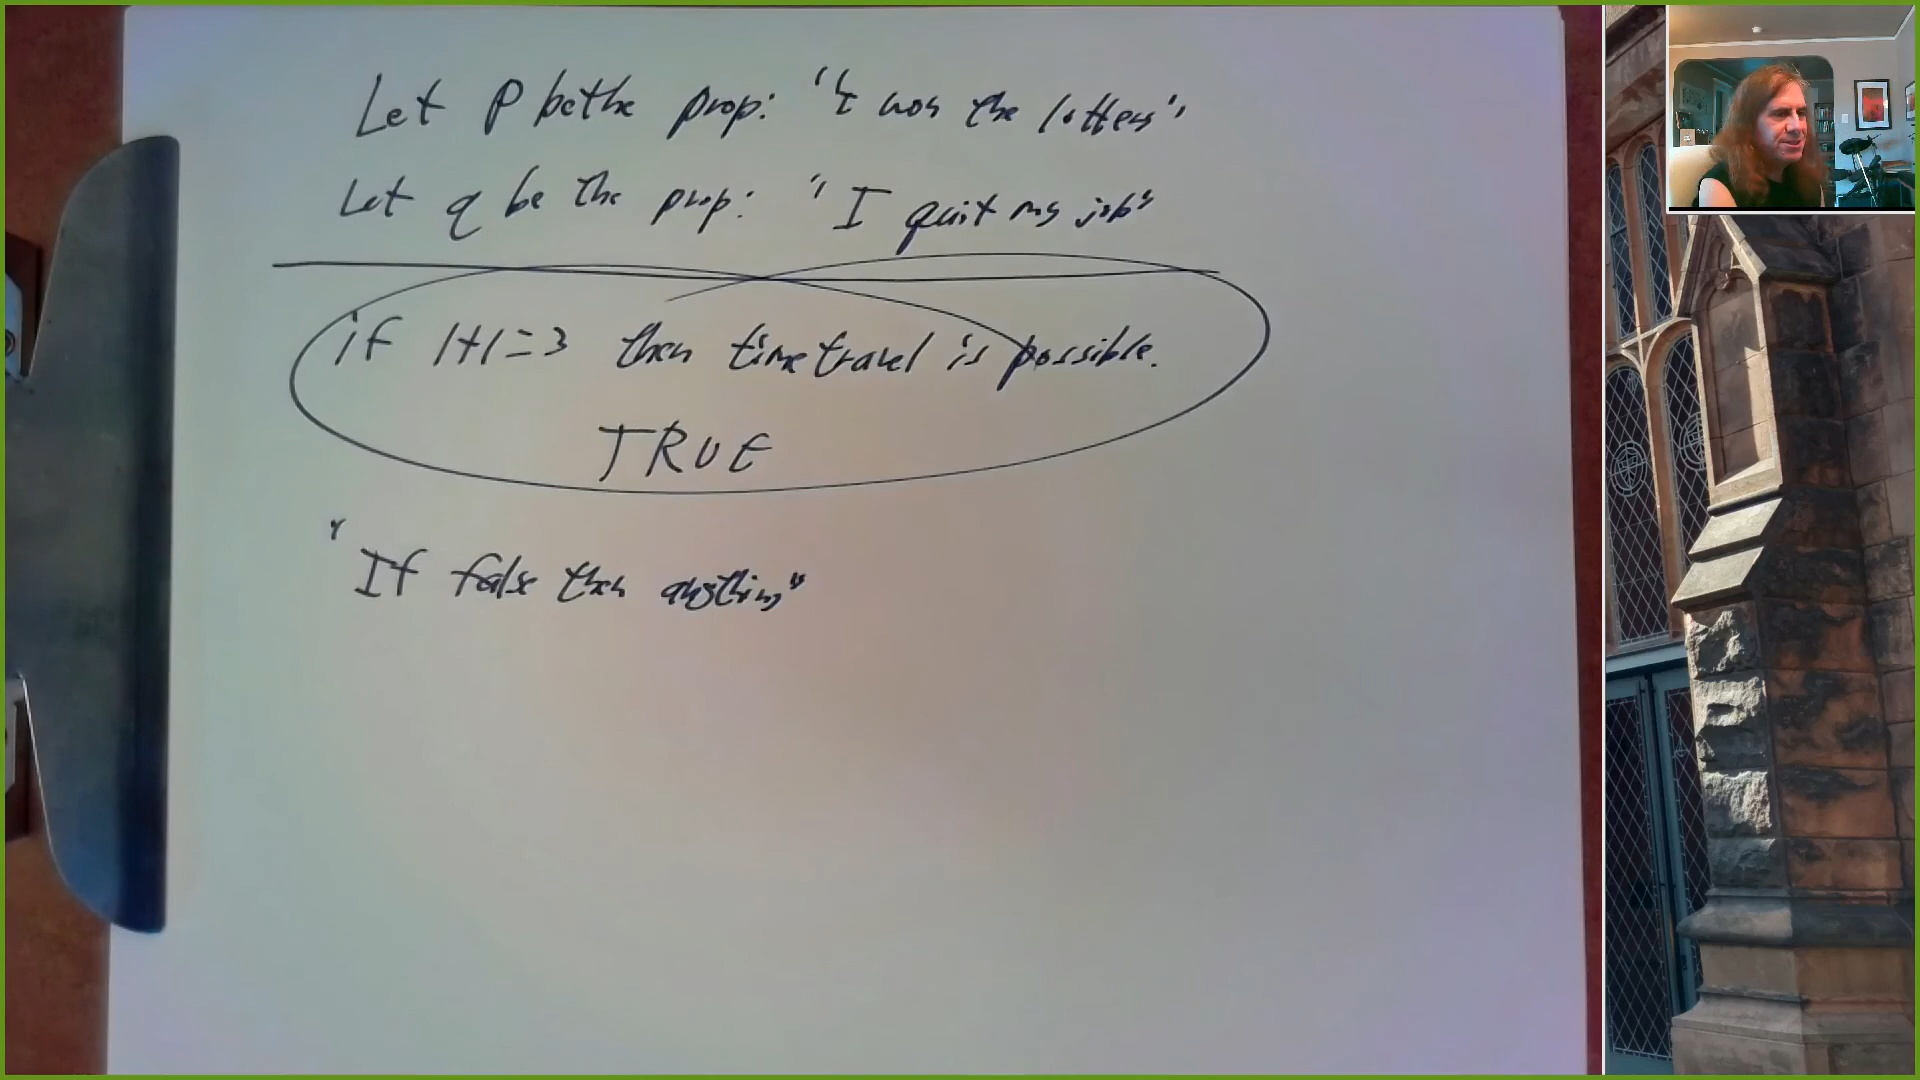 Let P be the prop: "I won the lottery"
Let q be the prop: "I quit my job"
if 1+1=3 then time travel is possible.
TRUE
"If false then anything"